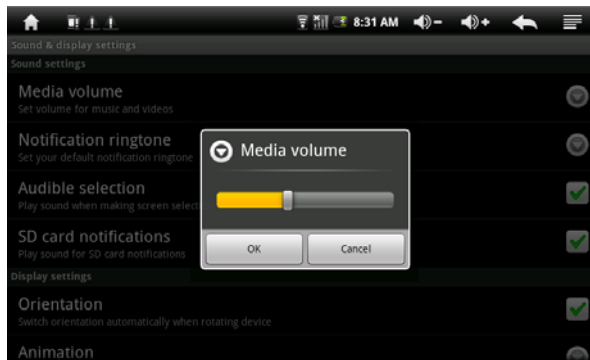 8:31 AM
Sound & display settings
Sound settings
Media volume
Set volume for music and videos
Notification ringtone
Set your default notification ringtone
Media volume
Audible selection
Play sound when making screen select
SD card notifications
Play sound for SD card notifications
OK
Cancel
Display settings
Orientation
Switch orientation automatically when rotating device
Animation